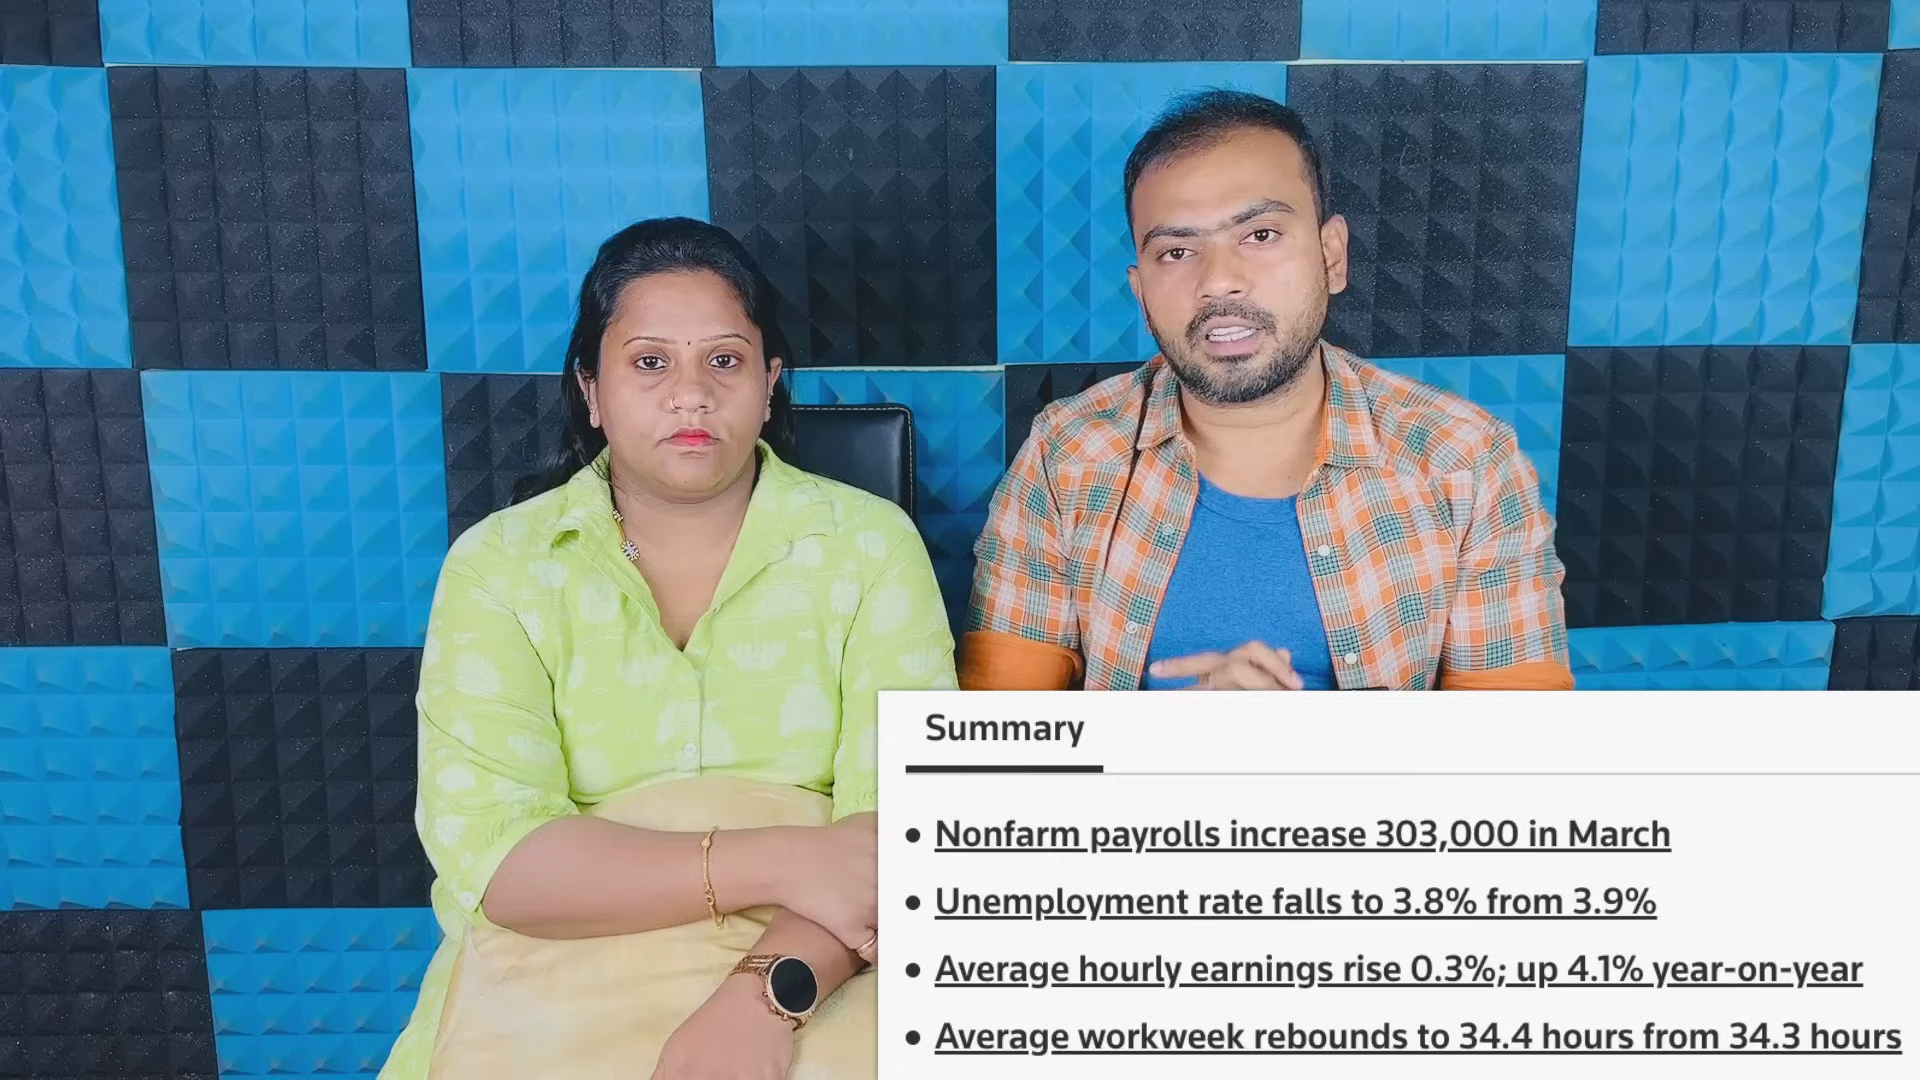 Summary
• Nonfarm payrolls increase 303,000 in March
• Unemployment rate falls to 3.8% from 3.9%
• Average hourly earnings rise 0.3%; up 4.1% year-on-year
• Average workweek rebounds to 34.4 hours from 34.3 hours